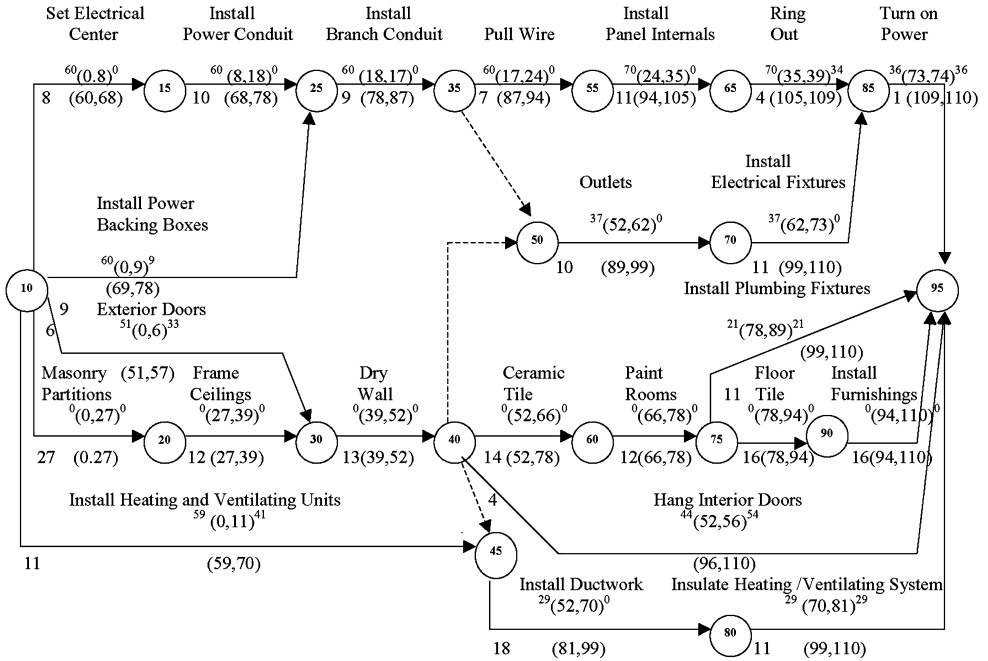 Set Electrical
Center
Install
Power Conduit
Install
Branch Conduit
Pull Wire
Install
Panel Internals
Ring
Out
Turn on
Power
60(0.8)0
8 (60,68)
15
60 (8,18)0
10 (68,78)
25
60 (18,17)0
9 (78,87)
35
60(17,24)0
7 (87,94)
55
70(24,35)0
11(94,105)
65
70(35,39)34
4 (105,109)
85
36(73,74)36
1 (109,110)
Install Power
Backing Boxes
60(0,9)9
(69,78)
9
Outlets
37(52,62)0
50
10 (89,99)
70
Install
Electrical Fixtures
37(62,73)0
11 (99,110)
10
Exterior Doors
51(0,6)33
6
(51,57)
Install Plumbing Fixtures
21(78,89)21
(99,110)
11
95
Masonry
Partitions
0(0,27)0
27 (0.27)
20
Frame
Ceilings
0(27,39)0
12 (27,39)
30
Dry
Wall
0(39,52)0
13(39,52)
40
Ceramic
Tile
0(52,66)0
14 (52,78)
60
Paint
Rooms
0(66,78)0
12(66,78)
75
Floor
Tile
0(78,94)0
16(78,94)
90
Install
Furnishings
0(94,110)0
16(94,110)
Install Heating and Ventilating Units
59 (0,11)41
11 (59,70)
45
4
Hang Interior Doors
44(52,56)54
(96,110)
Install Ductwork
29(52,70)0
18 (81,99)
80
Insulate Heating /Ventilating System
29 (70,81)29
11 (99,110)